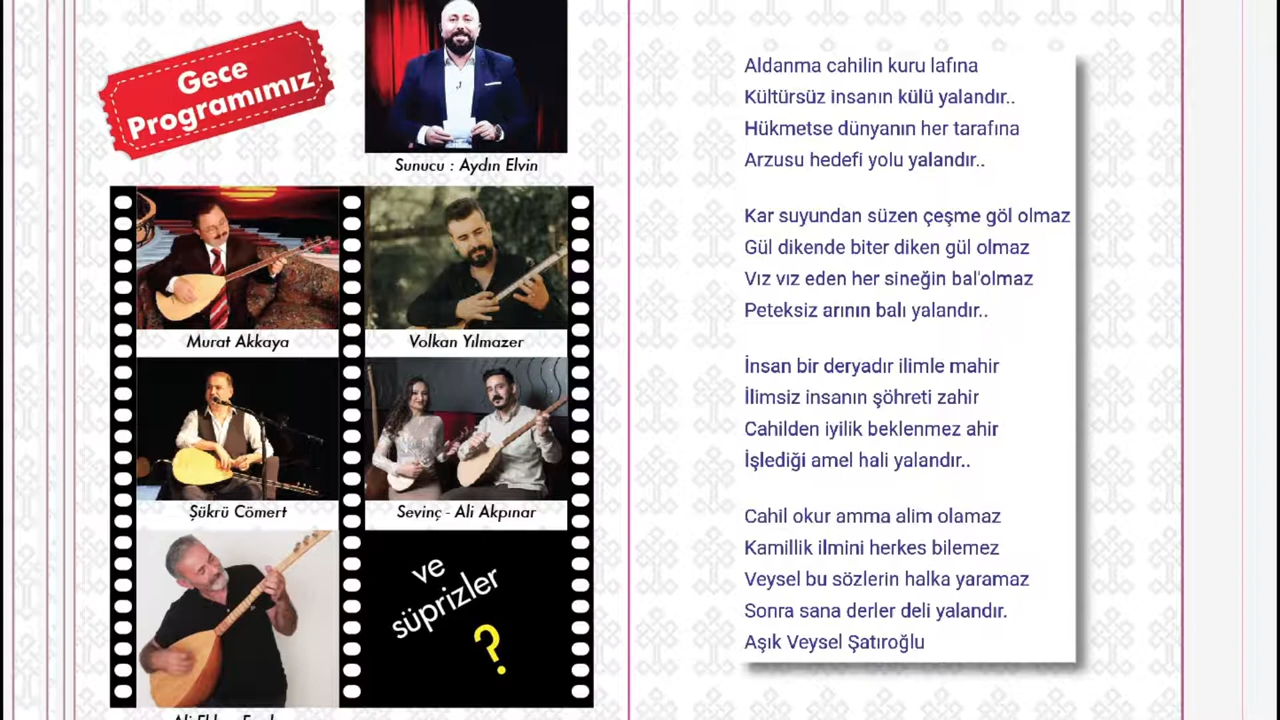 Gece
Programımız
Sunucu : Aydın Elvin
Murat Akkaya
Volkan Yılmazer
Şükrü Cömert
Sevinç - Ali Akpınar
ve
süprizler
?
Aldanma cahilin kuru lafına
Kültürsüz insanın külü yalandır..
Hükmetse dünyanın her tarafına
Arzusu hedefi yolu yalandır..
Kar suyundan süzen çeşme göl olmaz
Gül dikende biter diken gül olmaz
Vız vız eden her sineğin bal'olmaz
Peteksiz arının balı yalandır..
İnsan bir deryadır ilimle mahir
İlimsiz insanın şöhreti zahir
Cahilden iyilik beklenmez ahir
İşlediği amel hali yalandır..
Cahil okur amma alim olamaz
Kamillik ilmini herkes bilemez
Veysel bu sözlerin halka yaramaz
Sonra sana derler deli yalandır.
Aşık Veysel Şatıroğlu